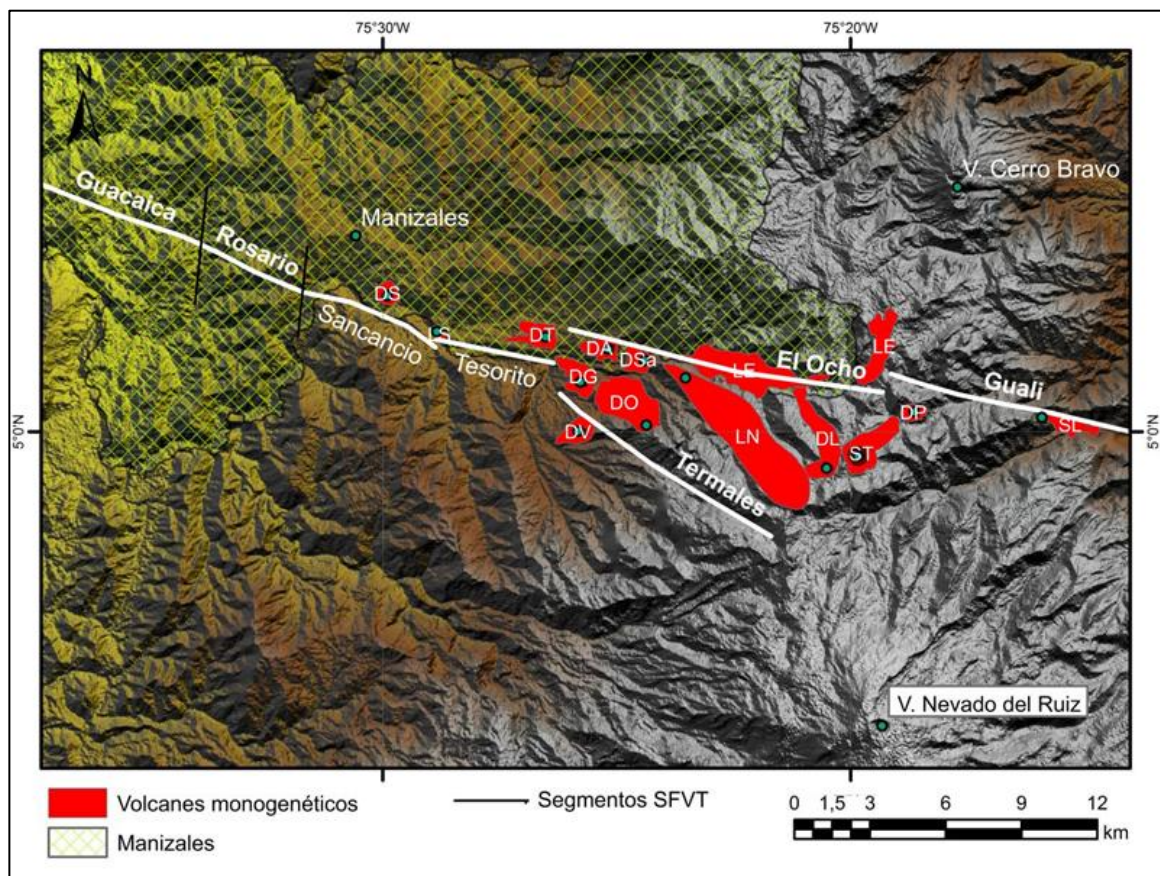 75°30'W
75°20'W
N
V. Cerro Bravo
Guacaica
Manizales
Rosario
DS
Sancancio
LS
DT
LE
Tesorito
DA
DSa
LE
El Ocho
DG
Guali
DO
DP
5°0'N
DV
LN
DL
ST
SL
5°0'N
Termales
V. Nevado del Ruiz
Volcanes monogenéticos
Segmentos SFVT
Manizales
0 1,5 3 6 9 12
km